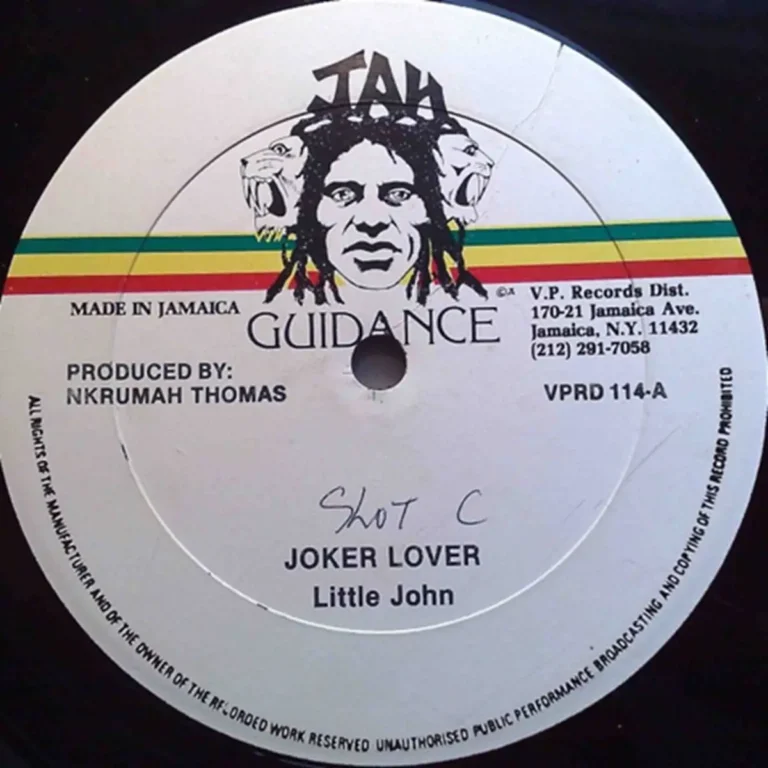 JAH
GUIDANCE
MADE IN JAMAICA
V.P. Records Dist.
170-21 Jamaica Ave.
Jamaica, N.Y. 11432
(212) 291-7058
PRODUCED BY:
NKRUMAH THOMAS
VPRD 114-A
SHOT C
JOKER LOVER
Little John
ALL RIGHTS OF THE MANUFACTURER AND OF THE OWNER OF THE RECORDED WORK RESERVED UNAUTHORISED PUBLIC PERFORMANCE BROADCASTING AND COPYING OF THIS RECORD PROHIBITED